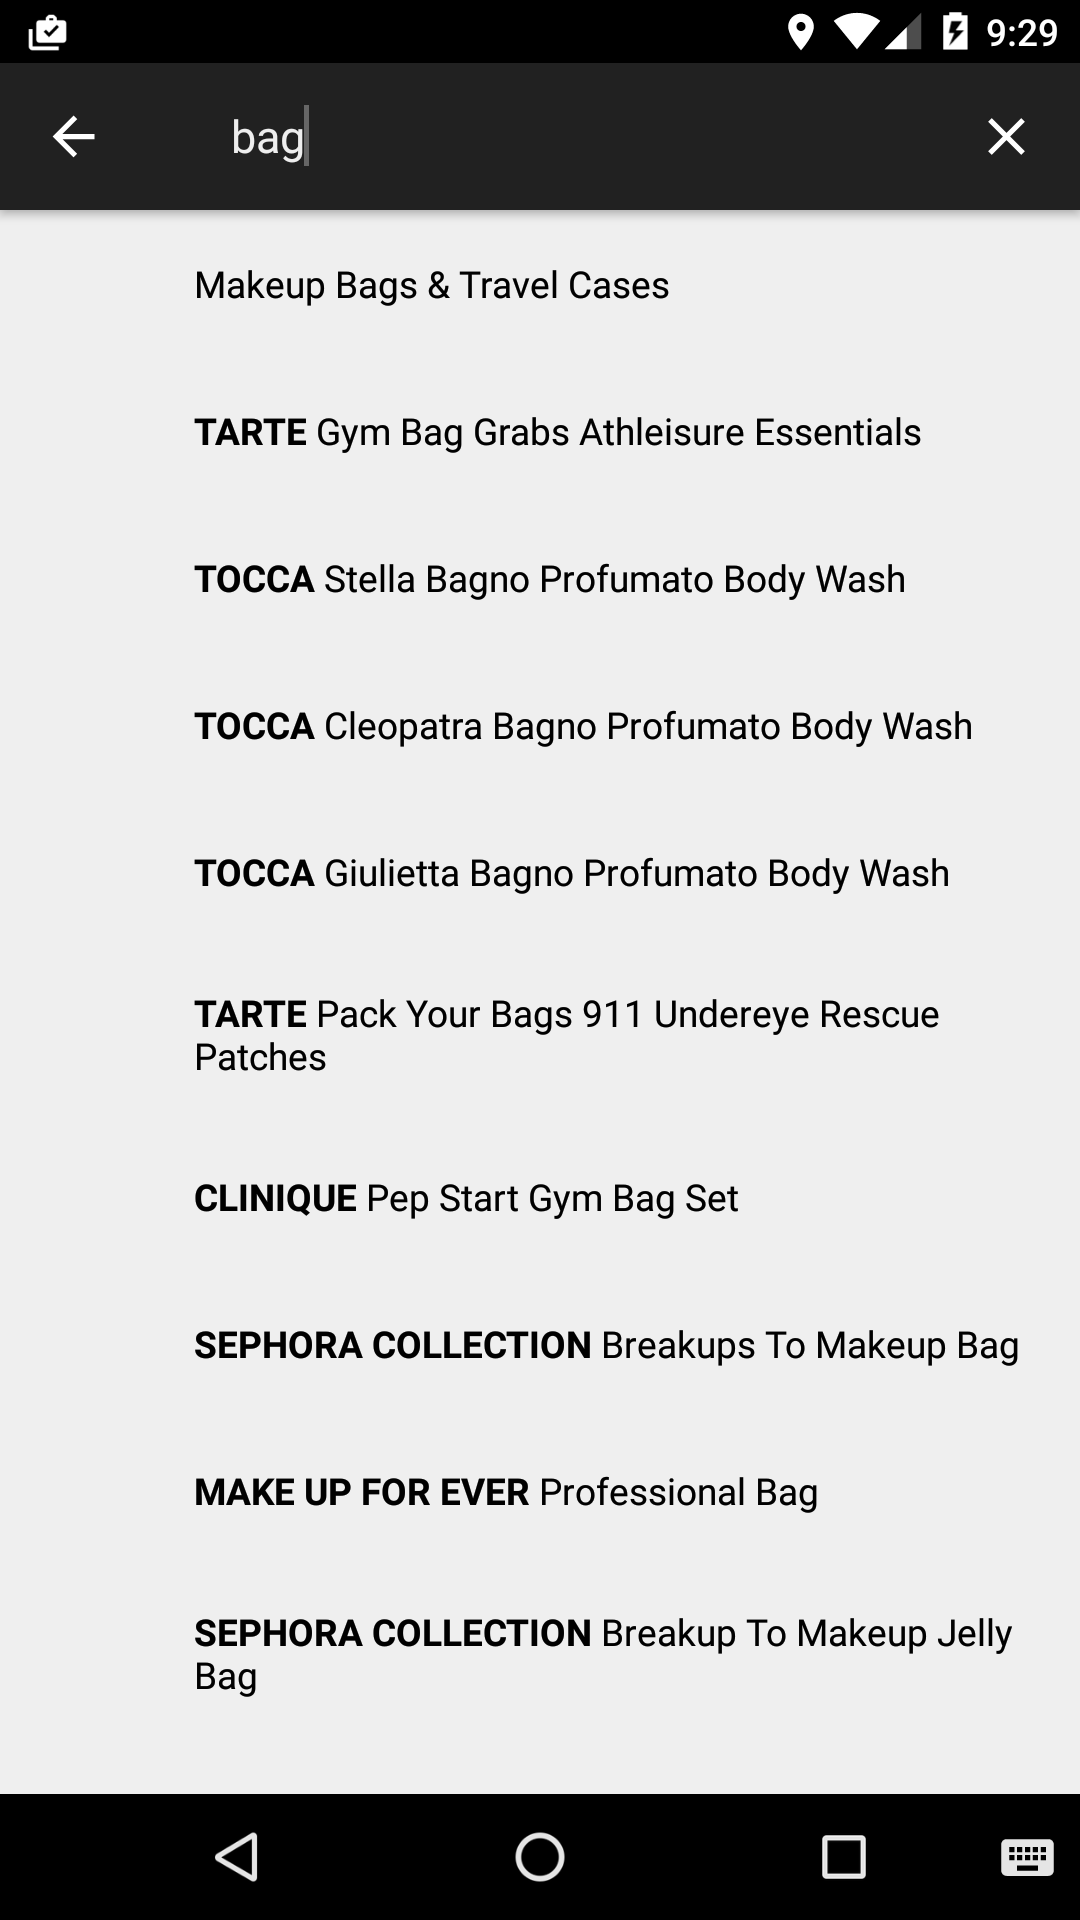 9:29
bag
Makeup Bags & Travel Cases
TARTE Gym Bag Grabs Athleisure Essentials
TOCCA Stella Bagno Profumato Body Wash
TOCCA Cleopatra Bagno Profumato Body Wash
TOCCA Giulietta Bagno Profumato Body Wash
TARTE Pack Your Bags 911 Undereye Rescue
Patches
CLINIQUE Pep Start Gym Bag Set
SEPHORA COLLECTION Breakups To Makeup Bag
MAKE UP FOR EVER Professional Bag
SEPHORA COLLECTION Breakup To Makeup Jelly
Bag